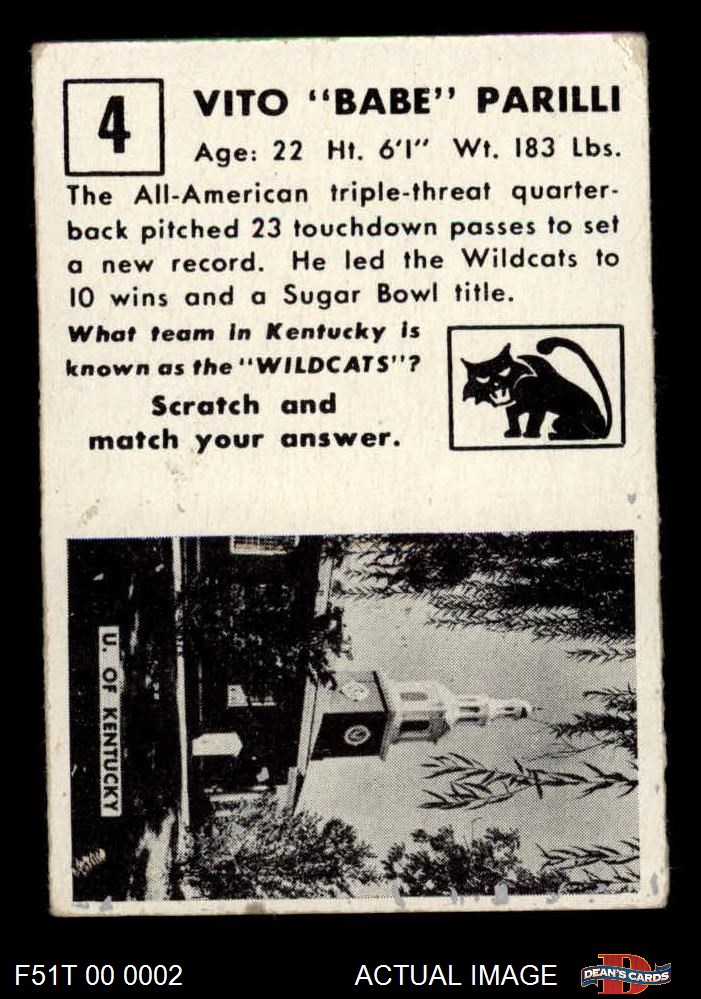 4
VITO "BABE" PARILLI
Age: 22 Ht. 6'1" Wt. 183 Lbs.
The All-American triple-threat quarter-
back pitched 23 touchdown passes to set
a new record. He led the Wildcats to
10 wins and a Sugar Bowl title.
What team in Kentucky is
known as the "WILDCATS"?
Scratch and
match your answer.
U. OF KENTUCKY
F51T 00 0002
ACTUAL IMAGE
DEAN'S CARDS